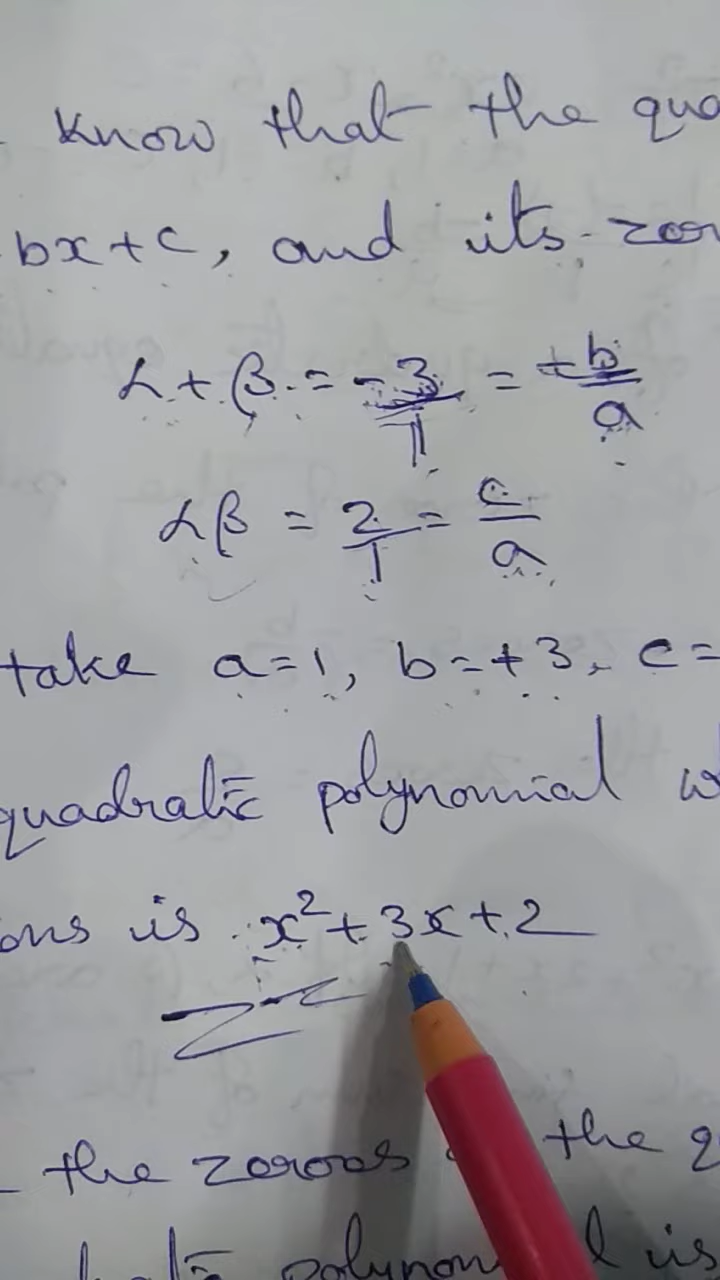 know that the qua
bx+c, and its zer
α + β = -3/1 = -b/a
αβ = 2/1 = c/a
take a=1, b=+3, c=
quadratic polynomial w
ons is x²+3x+2
the zeroes the q
polynom l is